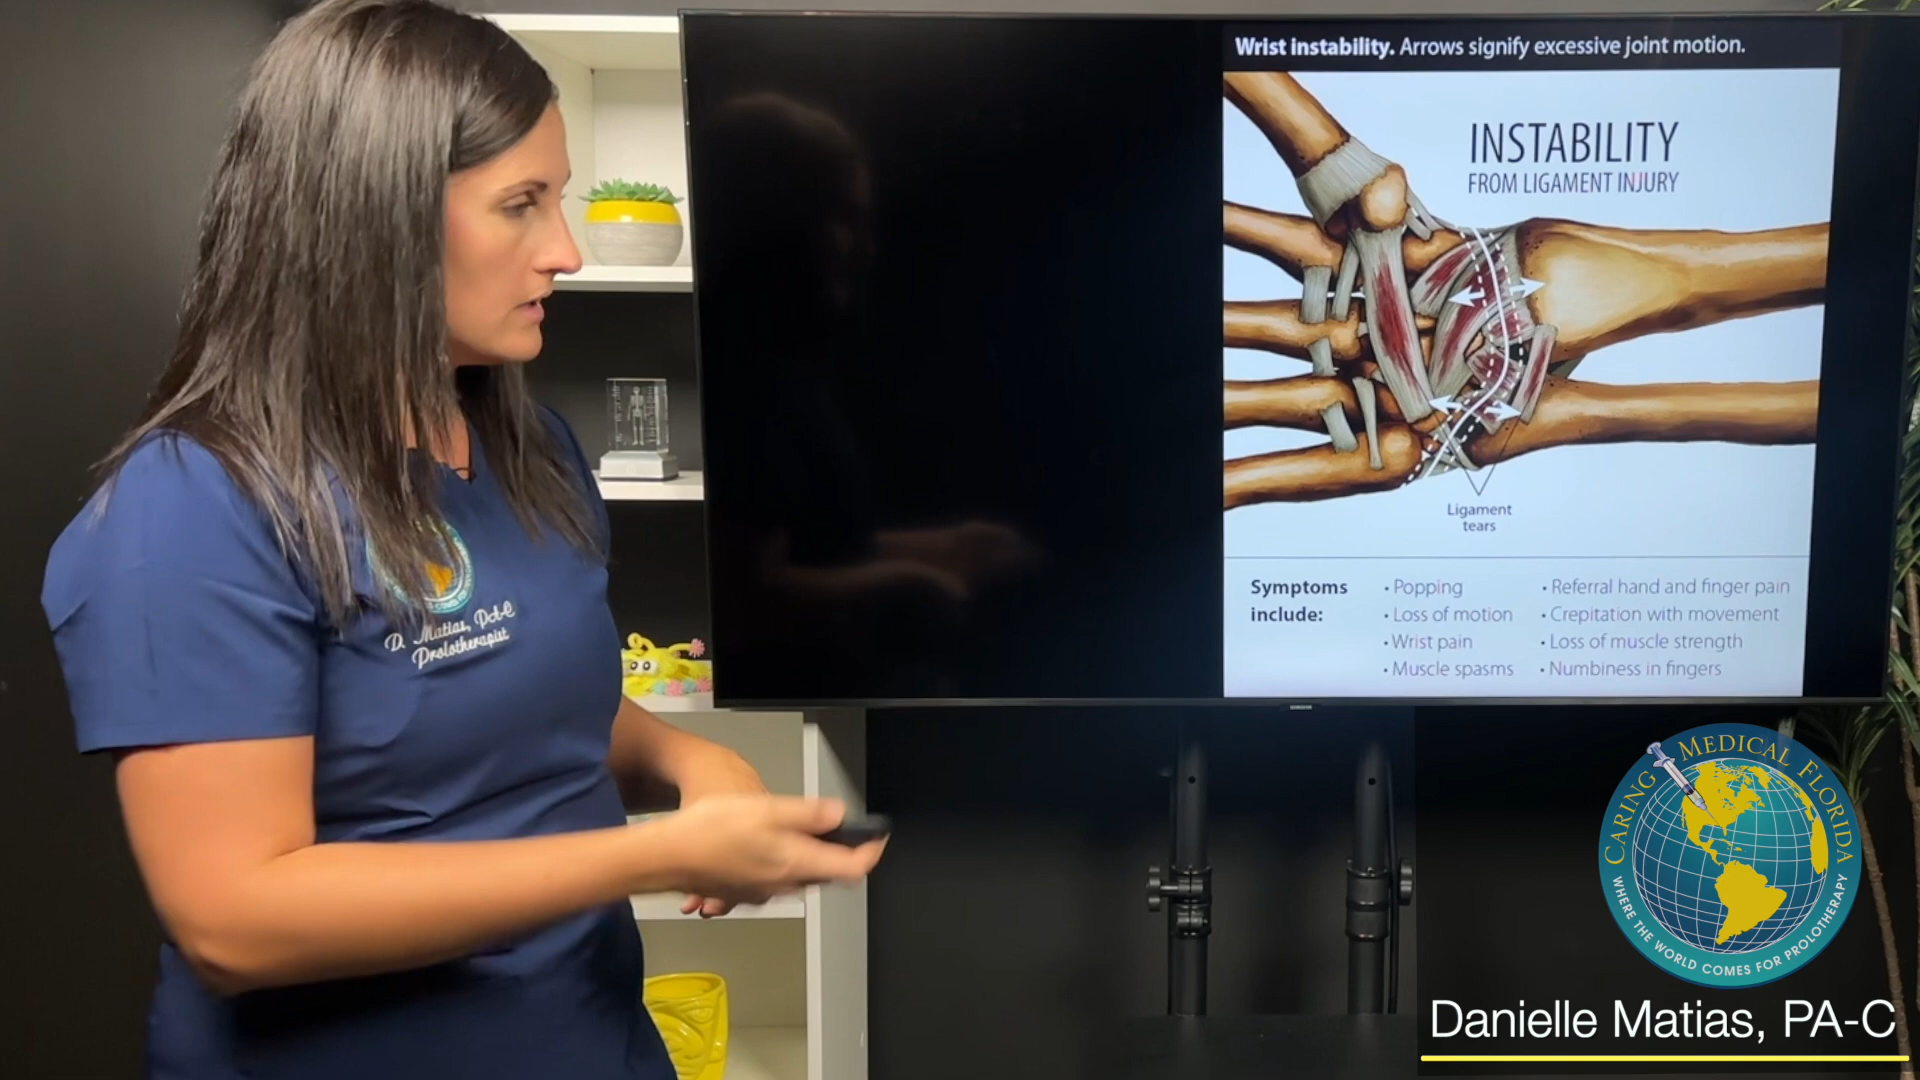 Wrist instability. Arrows signify excessive joint motion.
INSTABILITY
FROM LIGAMENT INJURY
Ligament
tears
Symptoms
include:
• Popping
• Loss of motion
• Wrist pain
• Muscle spasms
• Referral hand and finger pain
• Crepitation with movement
• Loss of muscle strength
• Numbiness in fingers
D. Matias, PA-C
Prolotherapist
SAMSUNG
CARING MEDICAL FLORIDA
WHERE THE WORLD COMES FOR PROLOTHERAPY
Danielle Matias, PA-C